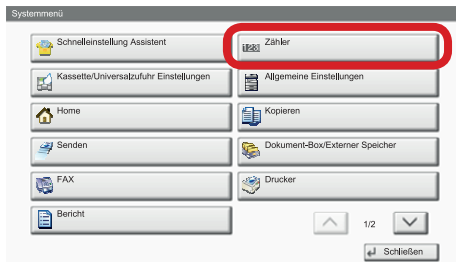 Systemmenü
Schnelleinstellung Assistent
123 Zähler
Kassette/Universalzufuhr Einstellungen
Allgemeine Einstellungen
Home
Kopieren
Senden
Dokument-Box/Externer Speicher
FAX
Drucker
Bericht
1/2
Schließen